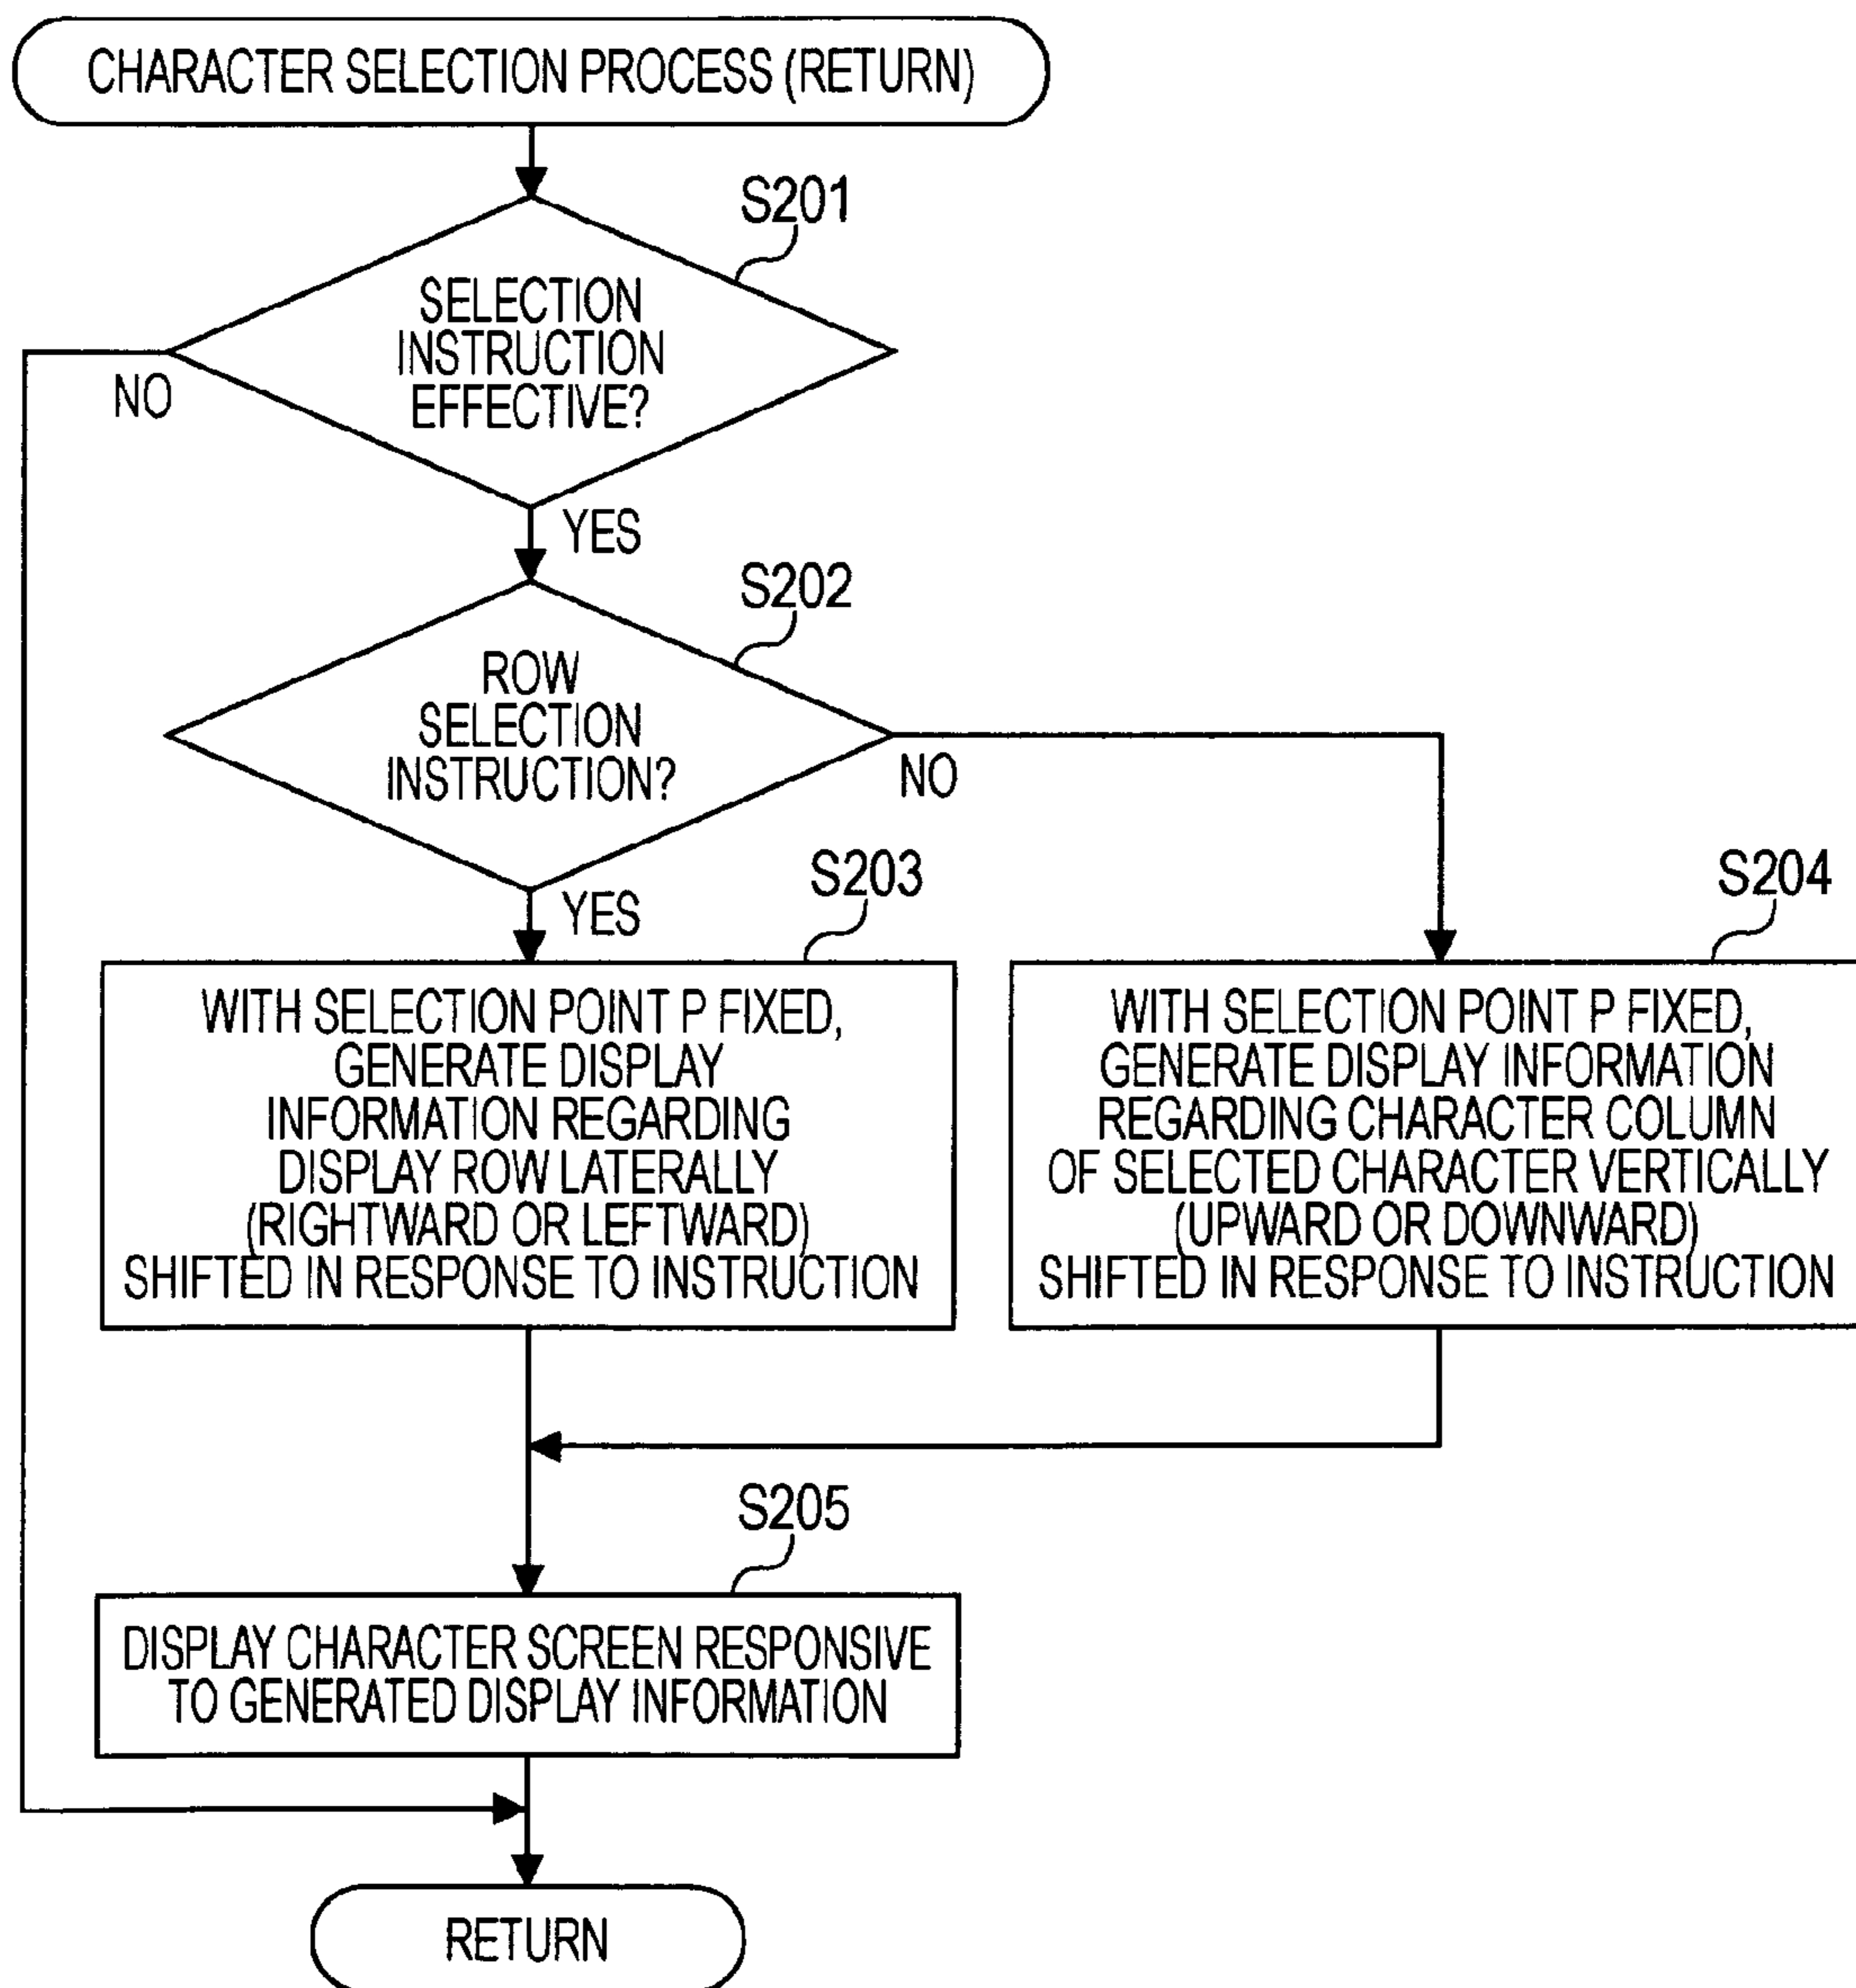 CHARACTER SELECTION PROCESS (RETURN)
S201
SELECTION
INSTRUCTION
EFFECTIVE?
NO
YES
S202
ROW
SELECTION
INSTRUCTION?
NO
YES
S203
WITH SELECTION POINT P FIXED,
GENERATE DISPLAY
INFORMATION REGARDING
DISPLAY ROW LATERALLY
(RIGHTWARD OR LEFTWARD)
SHIFTED IN RESPONSE TO INSTRUCTION
S204
WITH SELECTION POINT P FIXED,
GENERATE DISPLAY INFORMATION
REGARDING CHARACTER COLUMN
OF SELECTED CHARACTER VERTICALLY
(UPWARD OR DOWNWARD)
SHIFTED IN RESPONSE TO INSTRUCTION
S205
DISPLAY CHARACTER SCREEN RESPONSIVE
TO GENERATED DISPLAY INFORMATION
RETURN